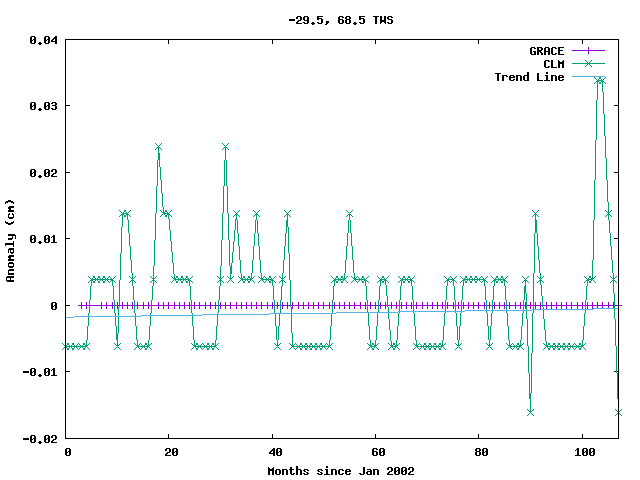 -29.5, 68.5 TWS
GRACE
CLM
Trend Line
0.04
0.03
0.02
0.01
0
-0.01
-0.02
Anomaly (cm)
0 20 40 60 80 100
Months since Jan 2002